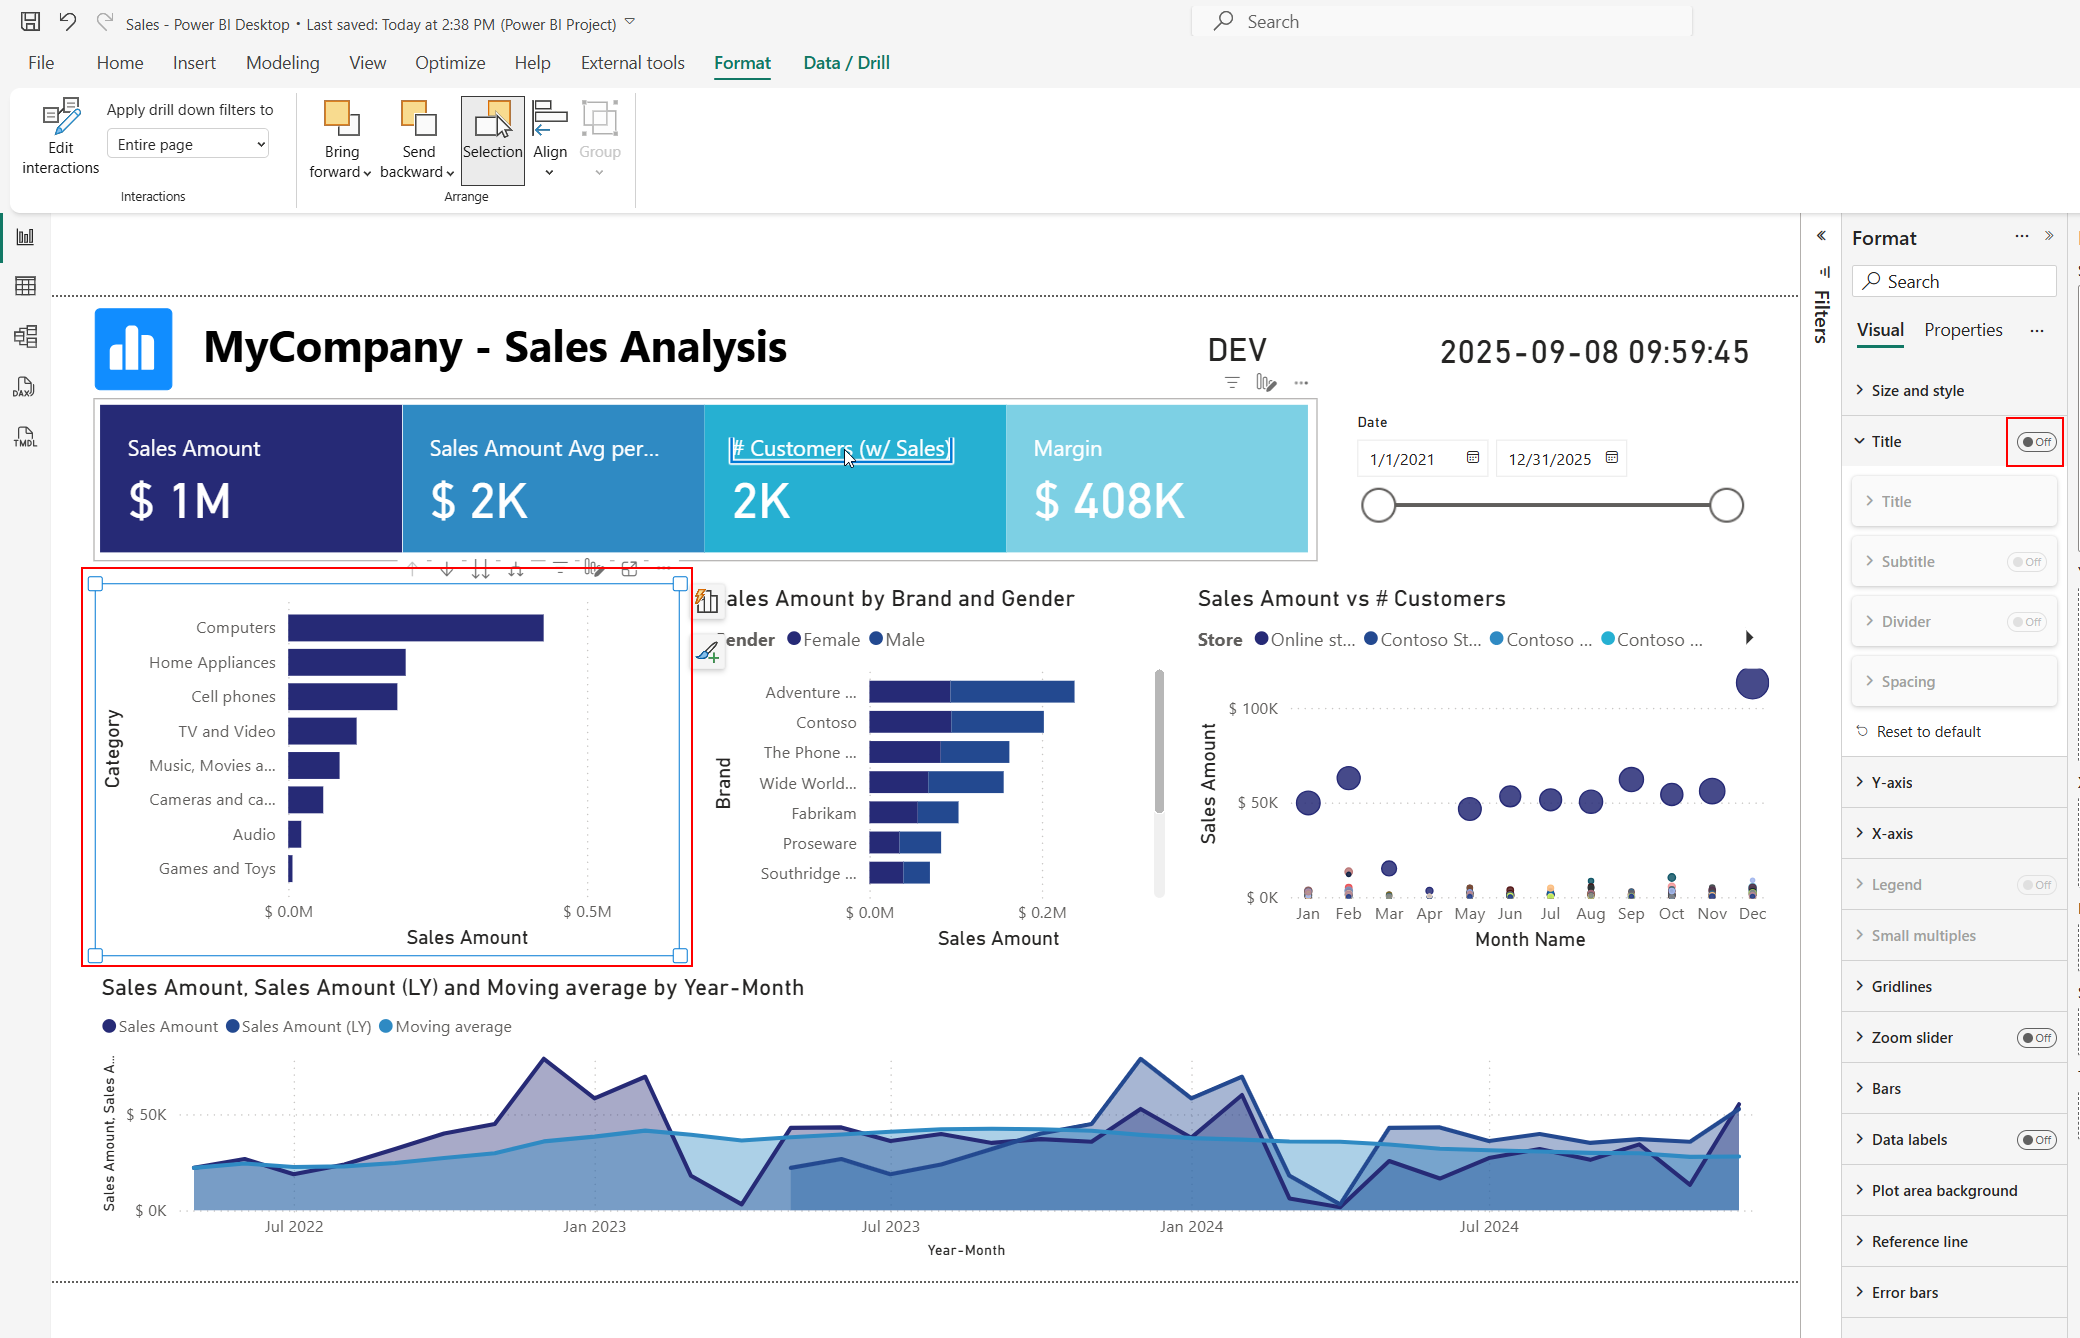 Sales - Power BI Desktop • Last saved: Today at 2:38 PM (Power BI Project)
Search
File Home Insert Modeling View Optimize Help External tools Format Data / Drill
Edit interactions
Apply drill down filters to
Entire page
Interactions
Bring forward
Send backward
Selection
Align
Group
Arrange
DAX
TMDL
MyCompany - Sales Analysis
DEV
2025-09-08 09:59:45
Sales Amount
$ 1M
Sales Amount Avg per...
$ 2K
# Customers (w/ Sales)
2K
Margin
$ 408K
Date
1/1/2021
12/31/2025
Category
Computers
Home Appliances
Cell phones
TV and Video
Music, Movies a...
Cameras and ca...
Audio
Games and Toys
$ 0.0M
$ 0.5M
Sales Amount
ales Amount by Brand and Gender
ender Female Male
Brand
Adventure ...
Contoso
The Phone ...
Wide World...
Fabrikam
Proseware
Southridge ...
$ 0.0M
$ 0.2M
Sales Amount
Sales Amount vs # Customers
Store Online st... Contoso St... Contoso ... Contoso ...
Sales Amount
$ 100K
$ 50K
$ 0K
Jan Feb Mar Apr May Jun Jul Aug Sep Oct Nov Dec
Month Name
Sales Amount, Sales Amount (LY) and Moving average by Year-Month
Sales Amount Sales Amount (LY) Moving average
Sales Amount, Sales A...
$ 50K
$ 0K
Jul 2022
Jan 2023
Jul 2023
Jan 2024
Jul 2024
Year-Month
Filters
Format
Search
Visual Properties
Size and style
Title Off
Title
Subtitle Off
Divider Off
Spacing
Reset to default
Y-axis
X-axis
Legend Off
Small multiples
Gridlines
Zoom slider Off
Bars
Data labels Off
Plot area background
Reference line
Error bars